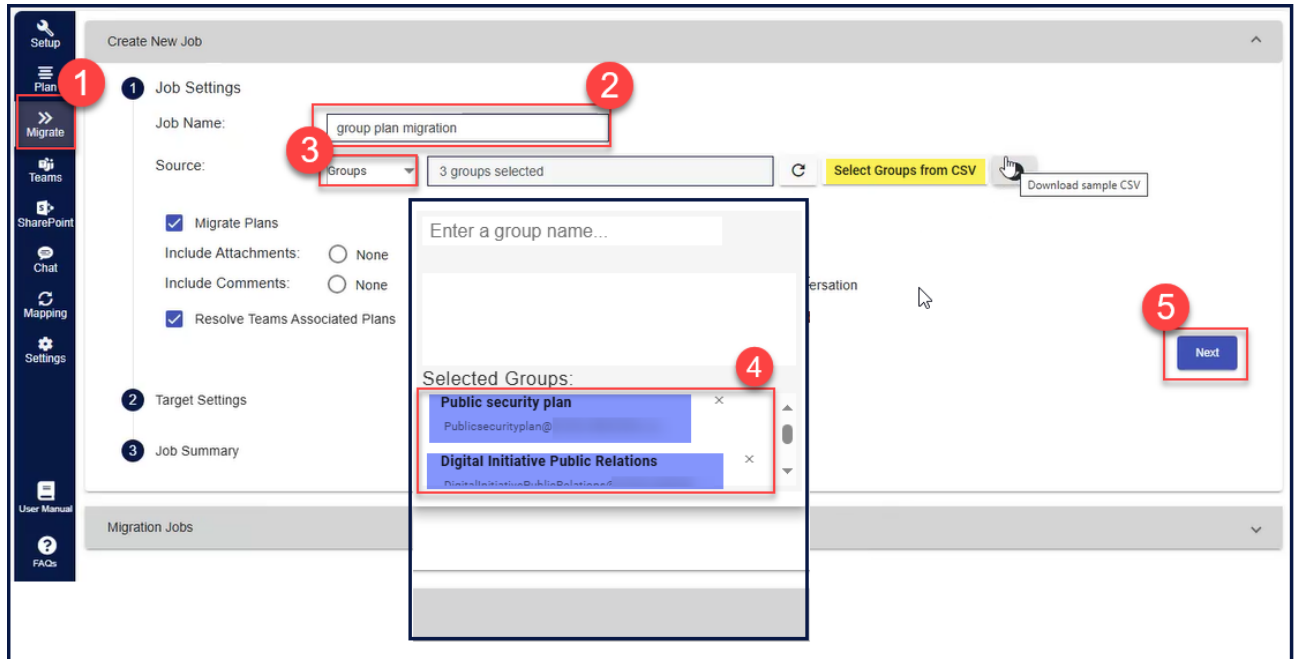 Setup
Plan
Migrate
Teams
SharePoint
Chat
Mapping
Settings
User Manual
FAQs
1
Create New Job
1 Job Settings
2
Job Name: group plan migration
3
Source: Groups 3 groups selected Select Groups from CSV
Download sample CSV
Migrate Plans
Include Attachments: None
Include Comments: None
Resolve Teams Associated Plans
Enter a group name...
Selected Groups:
4
Public security plan
Publicsecurityplan@
Digital Initiative Public Relations
DigitalInitiativePublicRelations@
5
Next
2 Target Settings
3 Job Summary
Migration Jobs